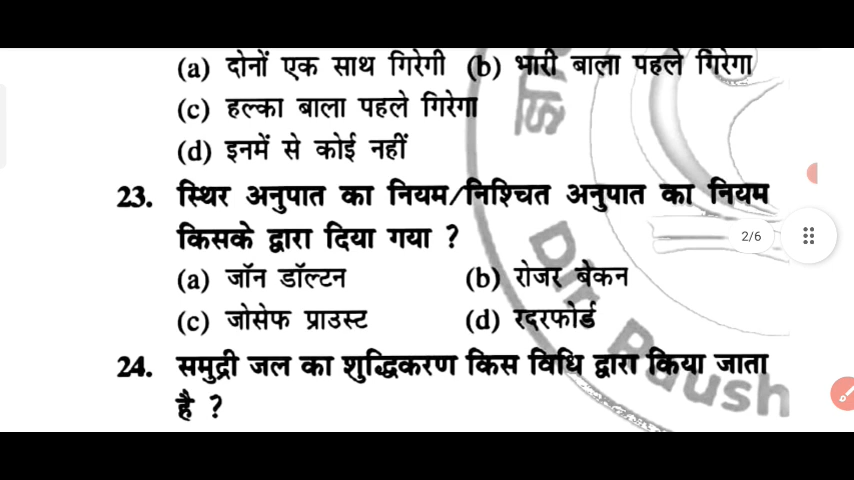 (a) दोनों एक साथ गिरेगी (b) भारी बाला पहले गिरेगा
(c) हल्का बाला पहले गिरेगा
(d) इनमें से कोई नहीं
23. स्थिर अनुपात का नियम/निश्चित अनुपात का नियम
किसके द्वारा दिया गया ?
2/6
(a) जॉन डॉल्टन (b) रोजर बेकन
(c) जोसेफ प्राउस्ट (d) रदरफोर्ड
24. समुद्री जल का शुद्धिकरण किस विधि द्वारा किया जाता
है ?